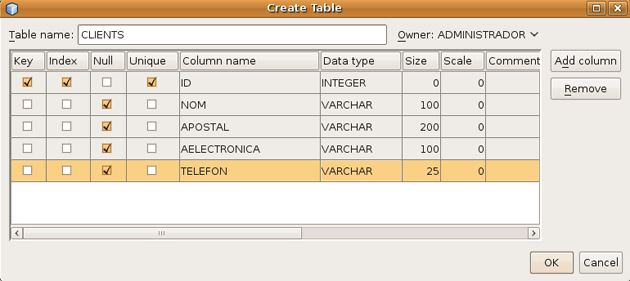 Create Table
Table name: CLIENTS Owner: ADMINISTRADOR
Key Index Null Unique Column name Data type Size Scale Comment
ID INTEGER 0 0
NOM VARCHAR 100 0
APOSTAL VARCHAR 200 0
AELECTRONICA VARCHAR 100 0
TELEFON VARCHAR 25 0
Add column
Remove
OK Cancel